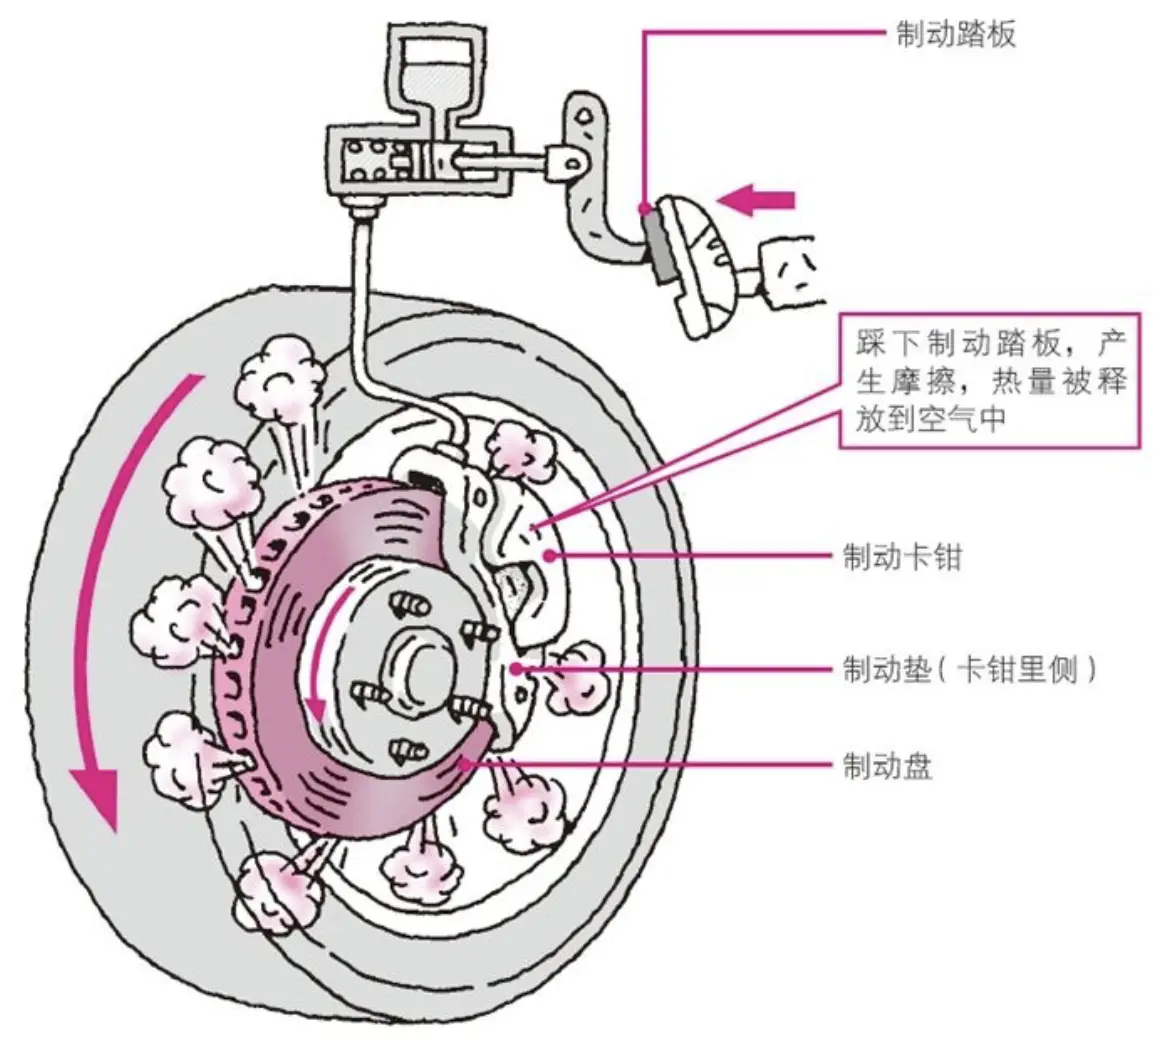 制动踏板
踩下制动踏板，产
生摩擦，热量被释
放到空气中
制动卡钳
制动垫（卡钳里侧）
制动盘